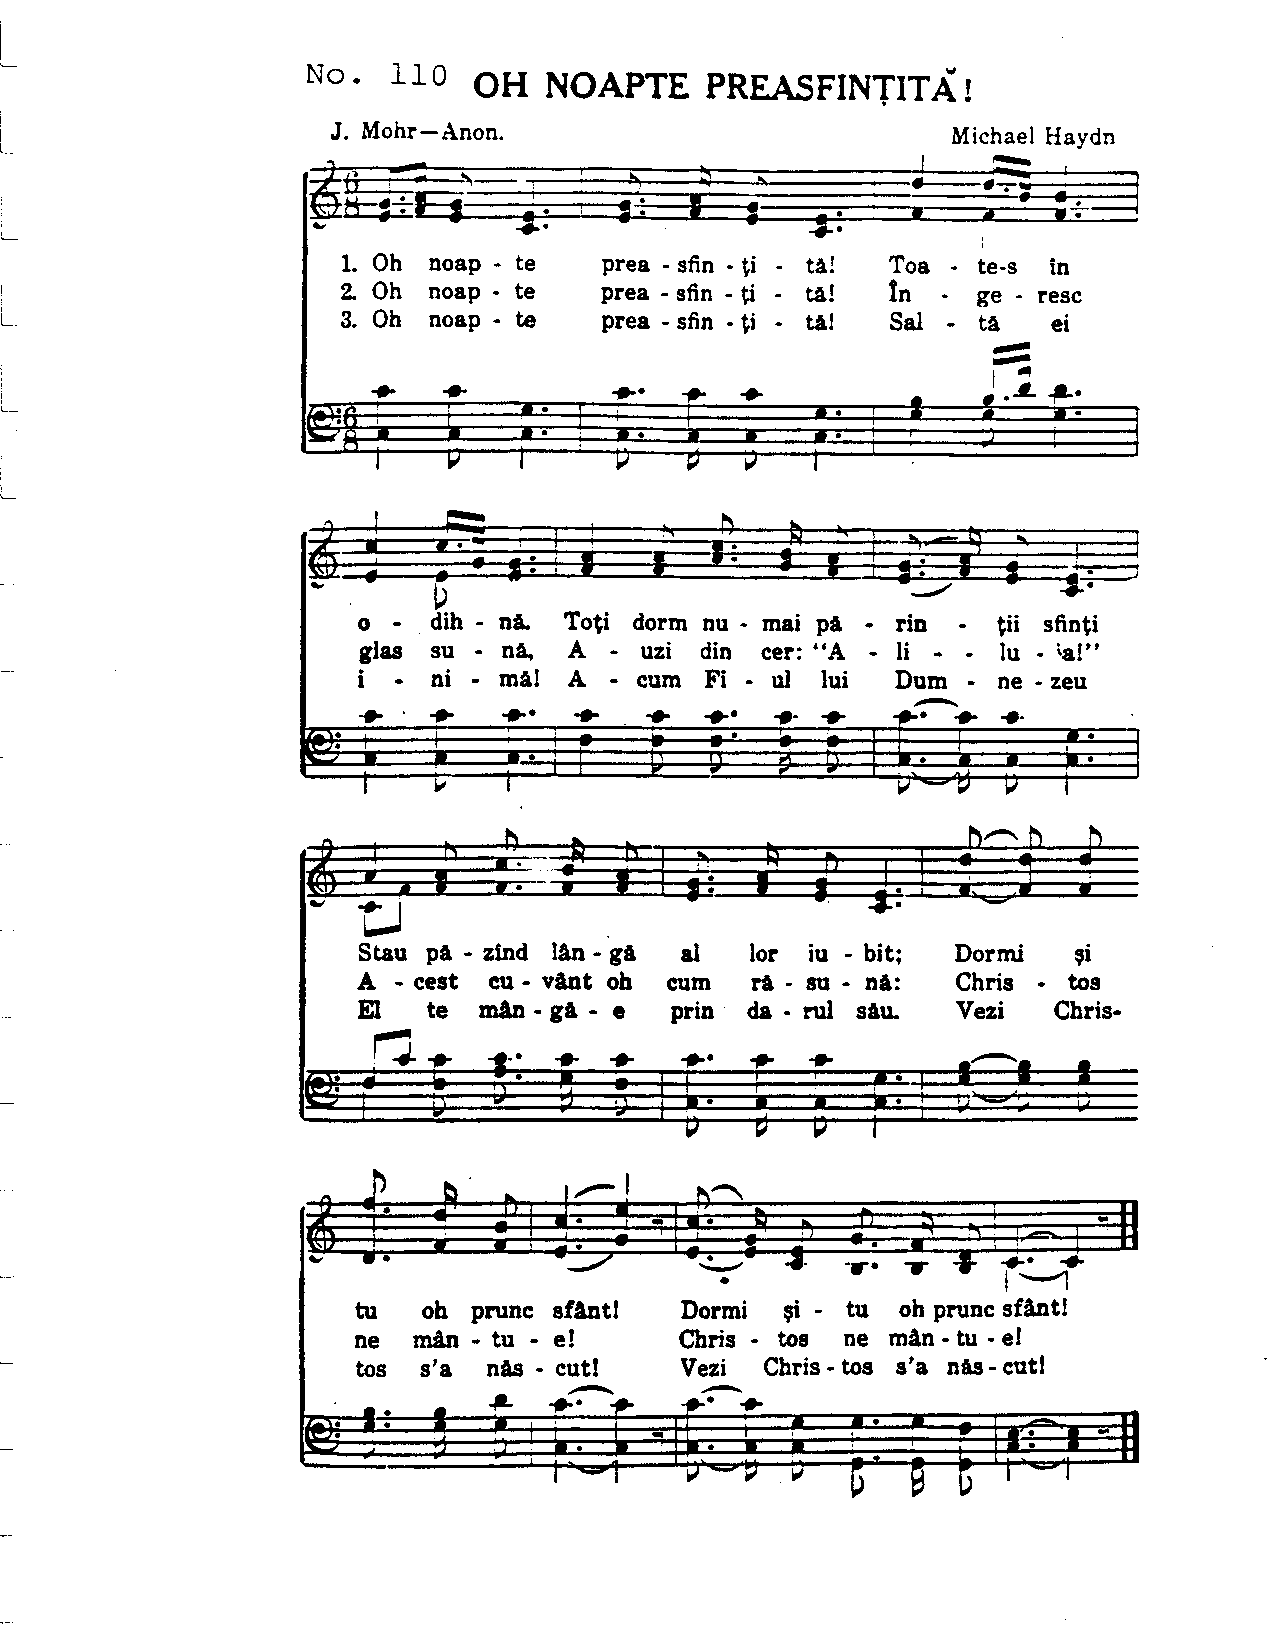 No. 110 OH NOAPTE PREASFINȚITĂ!
J. Mohr—Anon. Michael Haydn
1. Oh noap - te prea - sfin - ți - tă! Toa - te-s în
2. Oh noap - te prea - sfin - ți - tă! În - ge - resc
3. Oh noap - te prea - sfin - ți - tă! Sal - tă ei
o - dih - nă. Toți dorm nu - mai pă - rin - ții sfinți
glas su - nă, A - uzi din cer: “A - li - - lu - ia!”
i - ni - mă! A - cum Fi - ul lui Dum - ne - zeu
Stau pă - zînd lân - gă al lor iu - bit; Dormi și
A - cest cu - vânt oh cum ră - su - nă: Chris - tos
El te mân - gă - e prin da - rul său. Vezi Chris-
tu oh prunc sfânt! Dormi și - tu oh prunc sfânt!
ne mân - tu - e! Chris - tos ne mân - tu - e!
tos s'a năs - cut! Vezi Chris - tos s'a năs - cut!